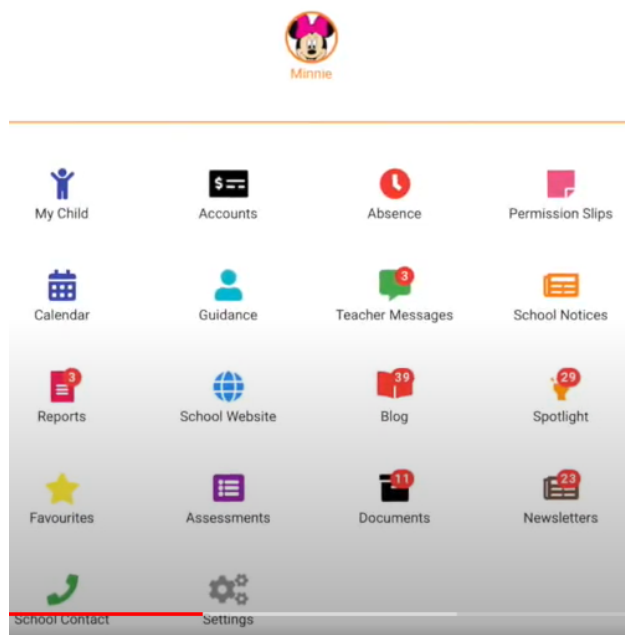 Minnie
My Child Accounts Absence Permission Slips
3
Calendar Guidance Teacher Messages School Notices
3 39 29
Reports School Website Blog Spotlight
11 23
Favourites Assessments Documents Newsletters
School Contact Settings